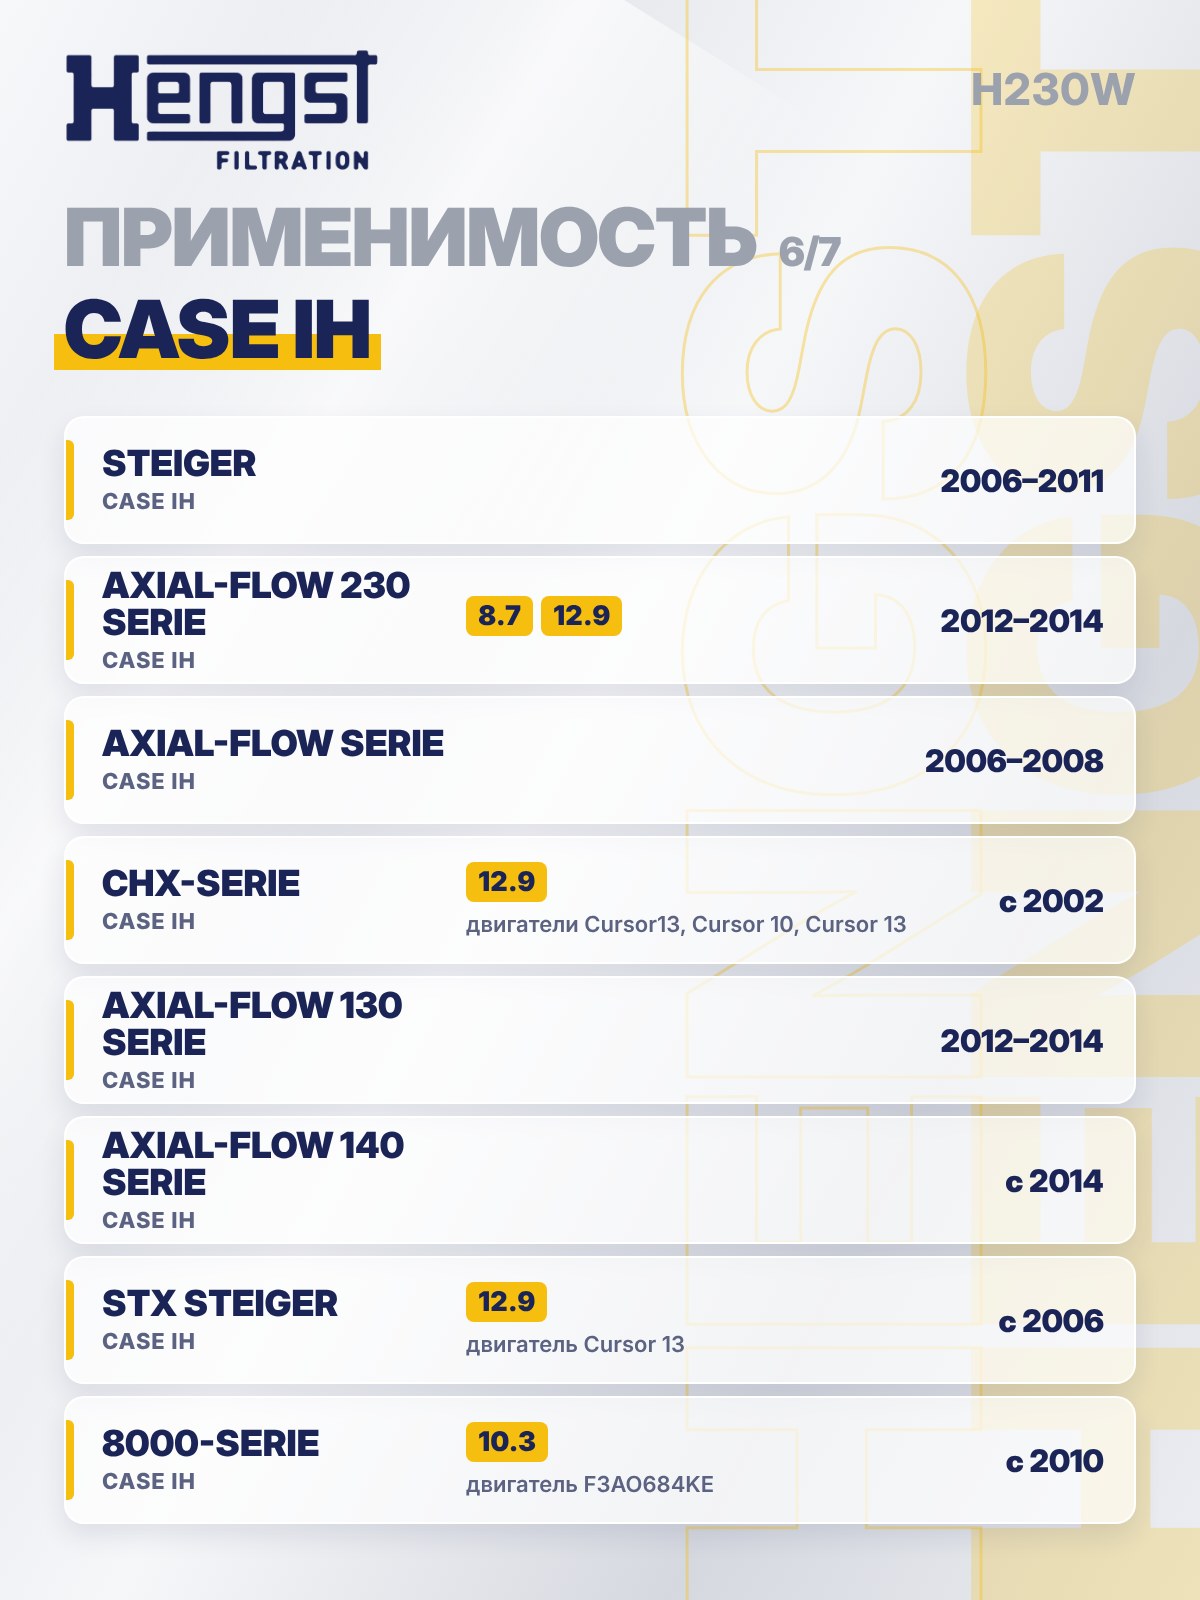 Hengst
FILTRATION
H230W
ПРИМЕНИМОСТЬ 6/7
CASE IH
STEIGER
CASE IH
2006–2011
AXIAL-FLOW 230
SERIE
CASE IH
8.7 12.9
2012–2014
AXIAL-FLOW SERIE
CASE IH
2006–2008
CHX-SERIE
CASE IH
12.9
двигатели Cursor13, Cursor 10, Cursor 13
с 2002
AXIAL-FLOW 130
SERIE
CASE IH
2012–2014
AXIAL-FLOW 140
SERIE
CASE IH
с 2014
STX STEIGER
CASE IH
12.9
двигатель Cursor 13
с 2006
8000-SERIE
CASE IH
10.3
двигатель F3AO684KE
с 2010
HENGST
HENGST